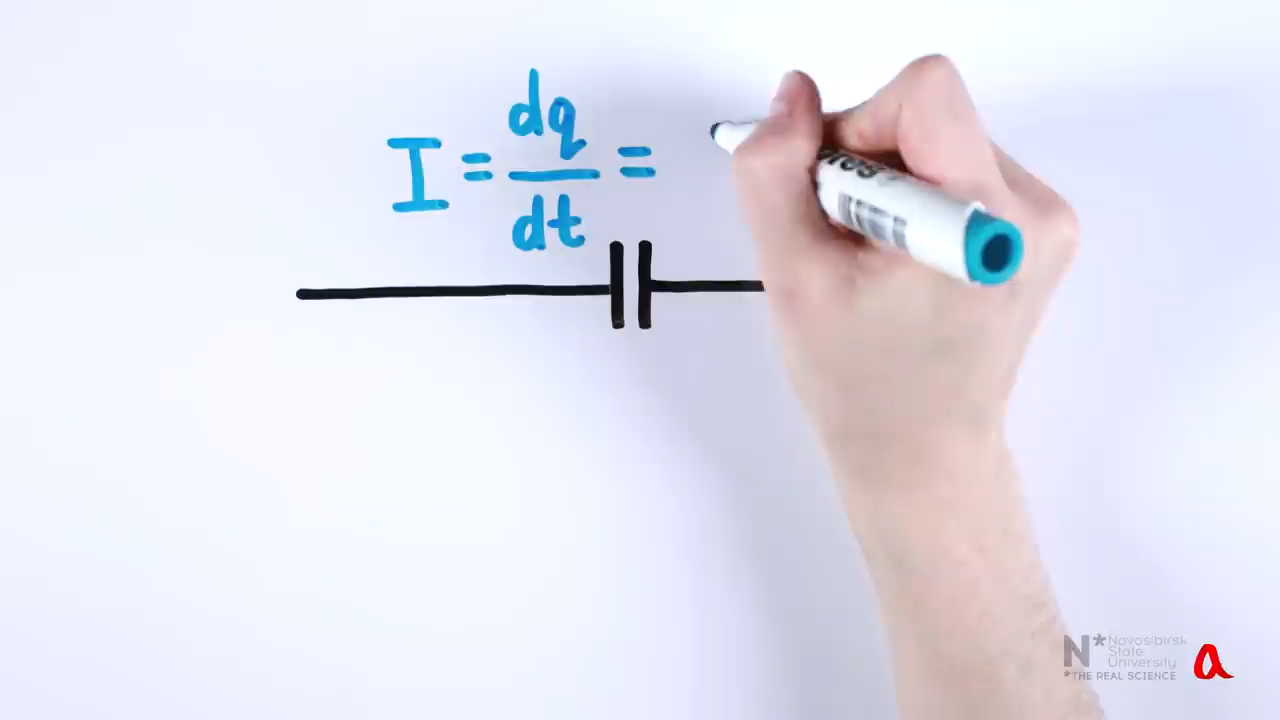 I = dq/dt =
Novosibirsk
State
University
N*
*THE REAL SCIENCE
a